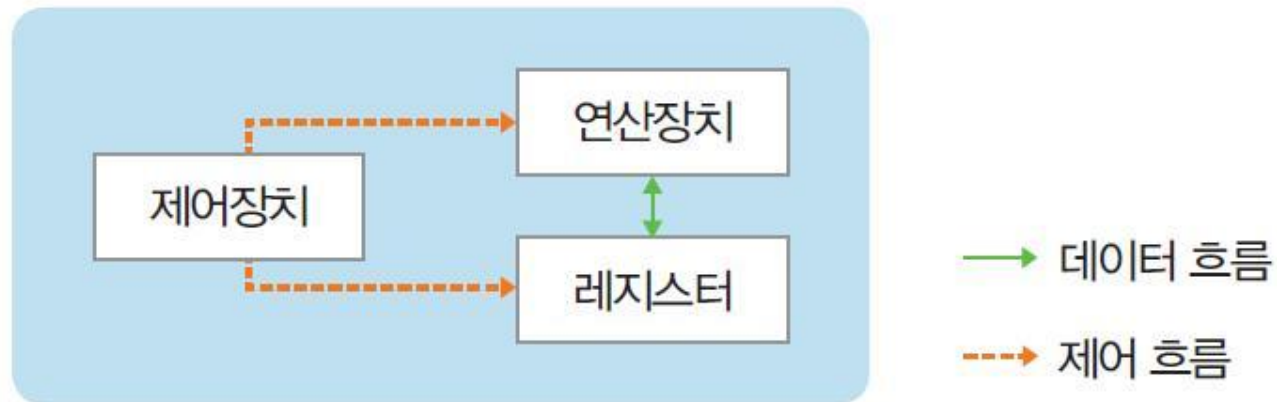 연산장치
제어장치
레지스터
데이터 흐름
제어 흐름